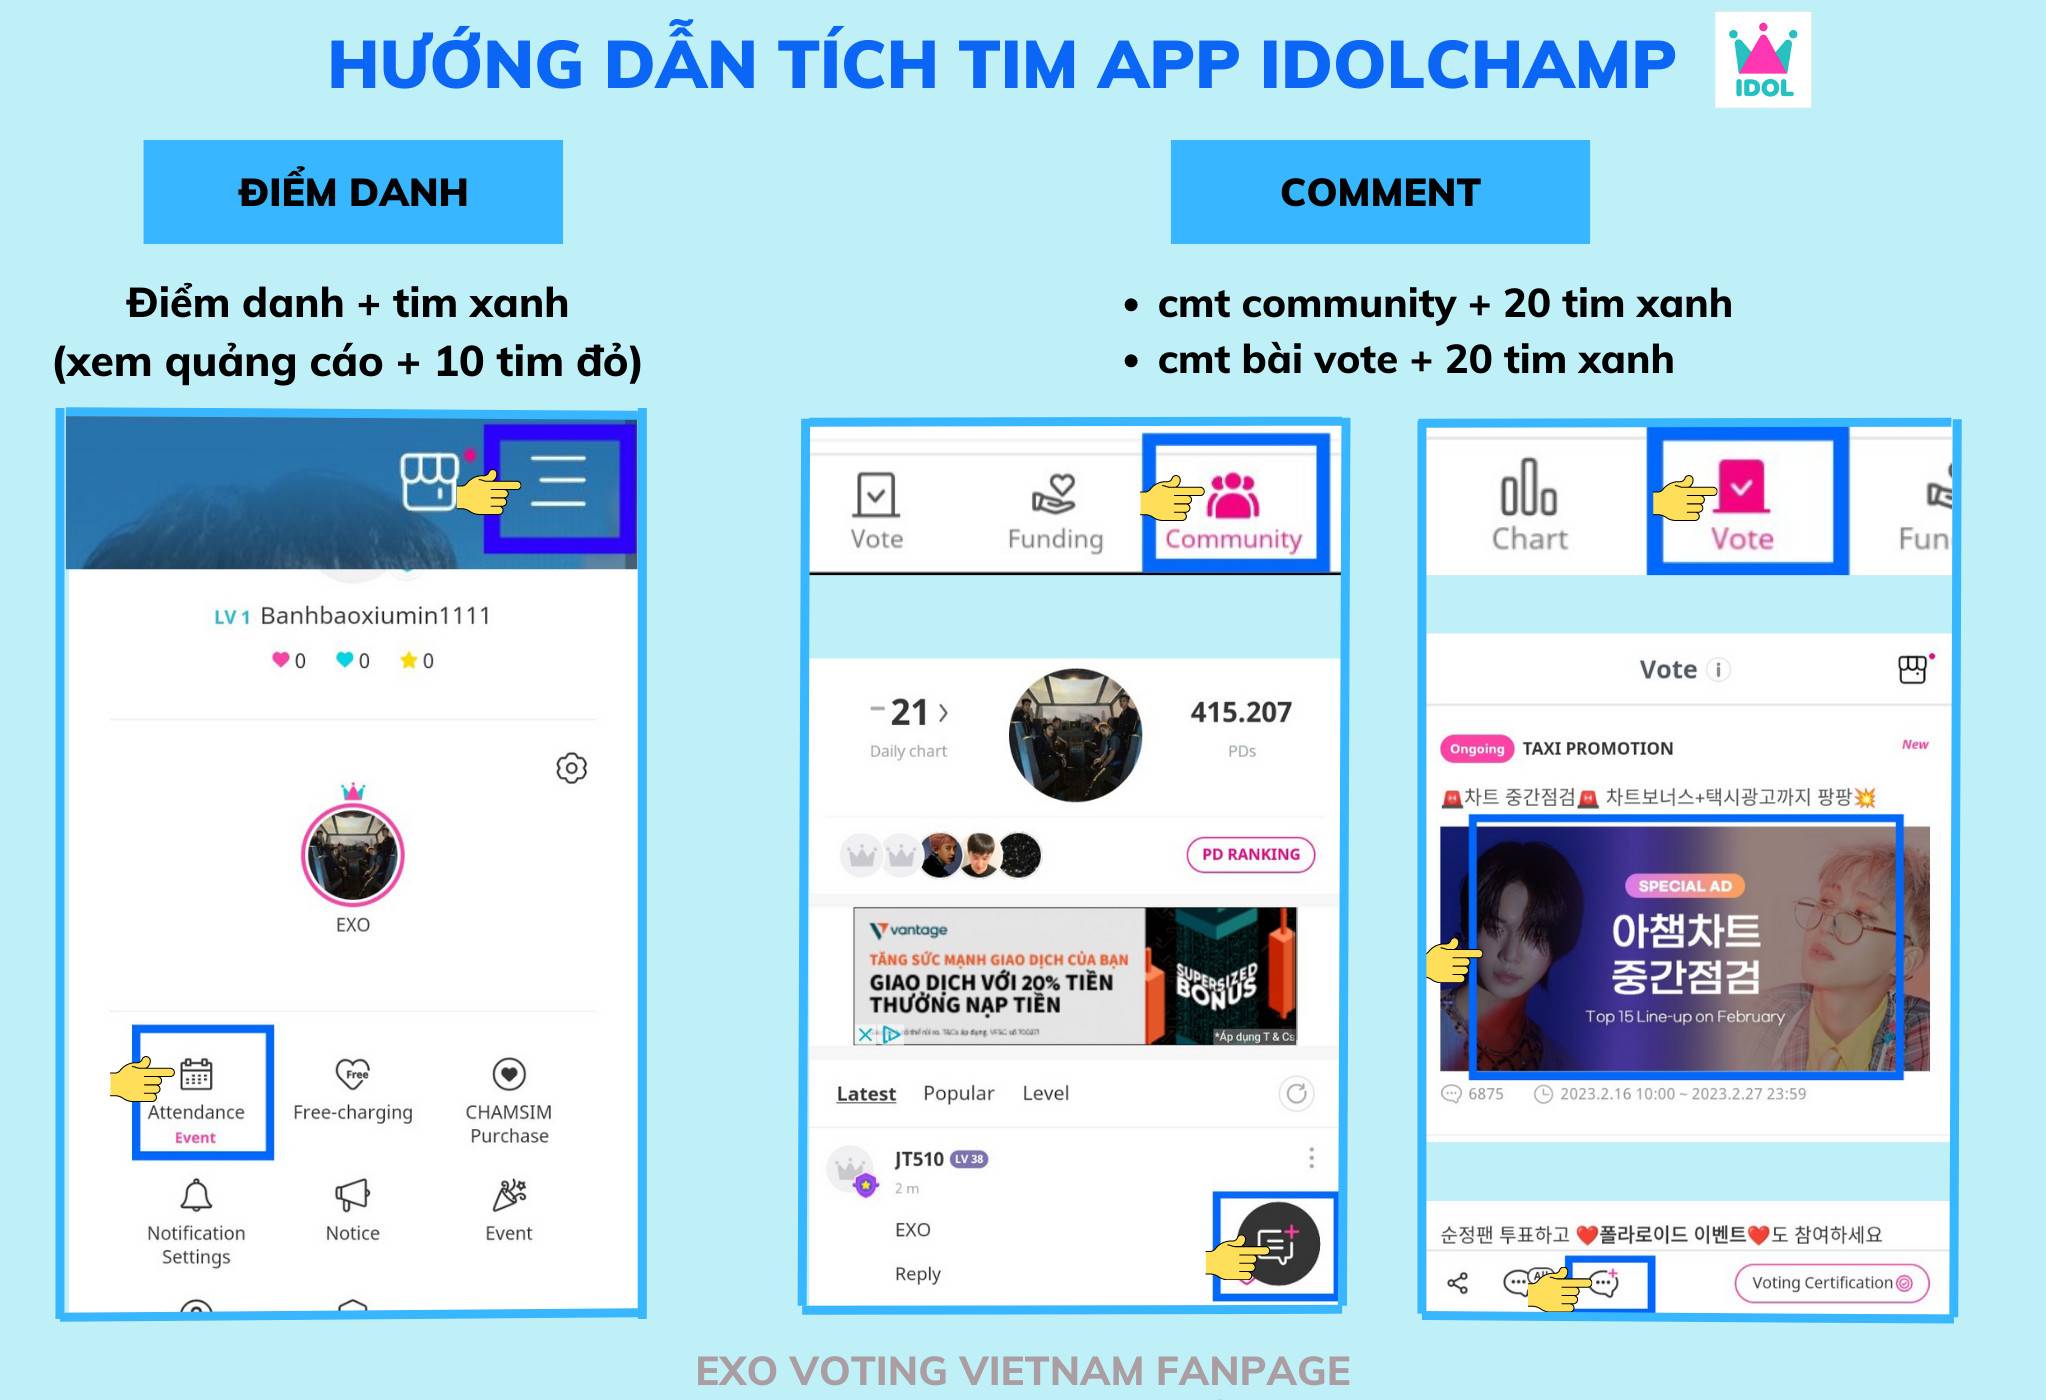 HƯỚNG DẪN TÍCH TIM APP IDOLCHAMP
IDOL
ĐIỂM DANH
Điểm danh + tim xanh
(xem quảng cáo + 10 tim đỏ)
LV 1 Banhbaoxiumin1111
0 0 0
EXO
Attendance
Event
Free
Free-charging
CHAMSIM
Purchase
Notification
Settings
Notice
Event
COMMENT
• cmt community + 20 tim xanh
• cmt bài vote + 20 tim xanh
Vote Funding Community
21 >
Daily chart
415.207
PDs
PD RANKING
vantage
TĂNG SỨC MẠNH GIAO DỊCH CỦA BẠN
GIAO DỊCH VỚI 20% TIỀN
THƯỞNG NẠP TIỀN
SUPERSIZED
BONUS
*Áp dụng T & Cs
Latest Popular Level
JT510 LV 38
2 m
EXO
Reply
Chart Vote Fun
Vote
Ongoing TAXI PROMOTION New
🚨차트 중간점검🚨 차트보너스+택시광고까지 팡팡💥
SPECIAL AD
아챔차트
중간점검
Top 15 Line-up on February
6875 2023.2.16 10:00 ~ 2023.2.27 23:59
순정팬 투표하고 ❤️폴라로이드 이벤트❤️도 참여하세요
Voting Certification
EXO VOTING VIETNAM FANPAGE